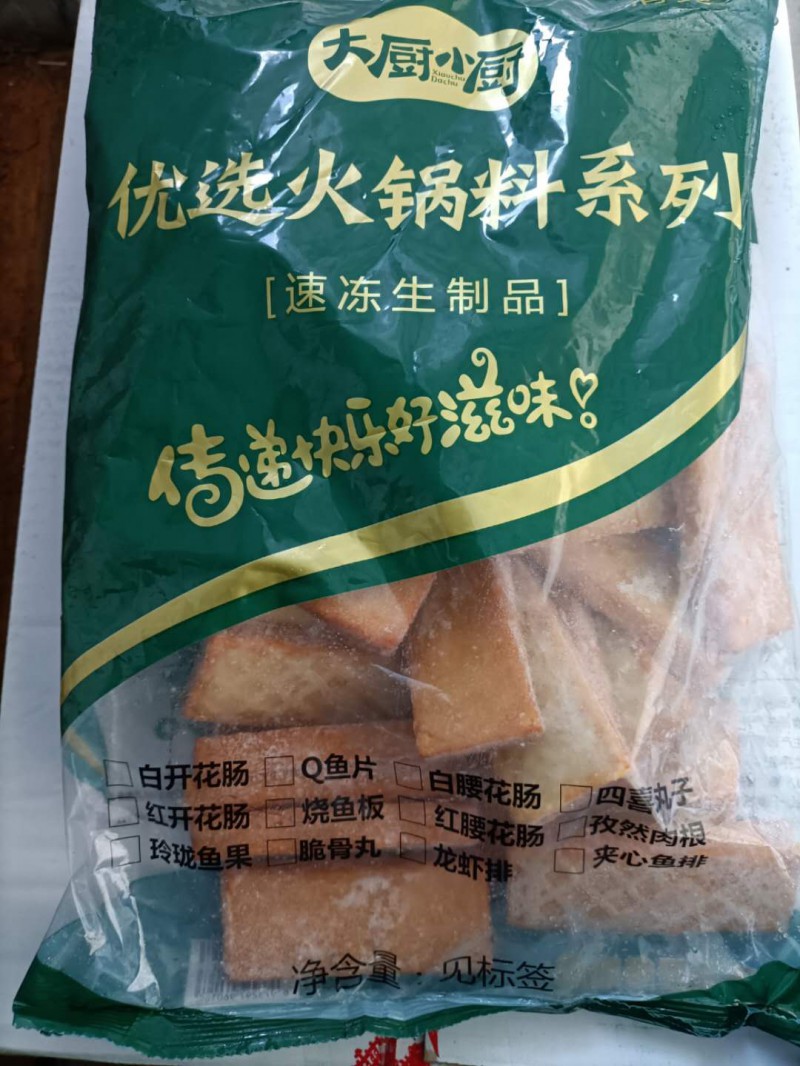 大厨小厨
Xiaochu
Dachu
优选火锅料系列
[速冻生制品]
传递快乐好滋味!
白开花肠 Q鱼片 白腰花肠 四喜丸子
红开花肠 烧鱼板 红腰花肠 孜然肉根
玲珑鱼果 脆骨丸 龙虾排 夹心鱼排
净含量：见标签